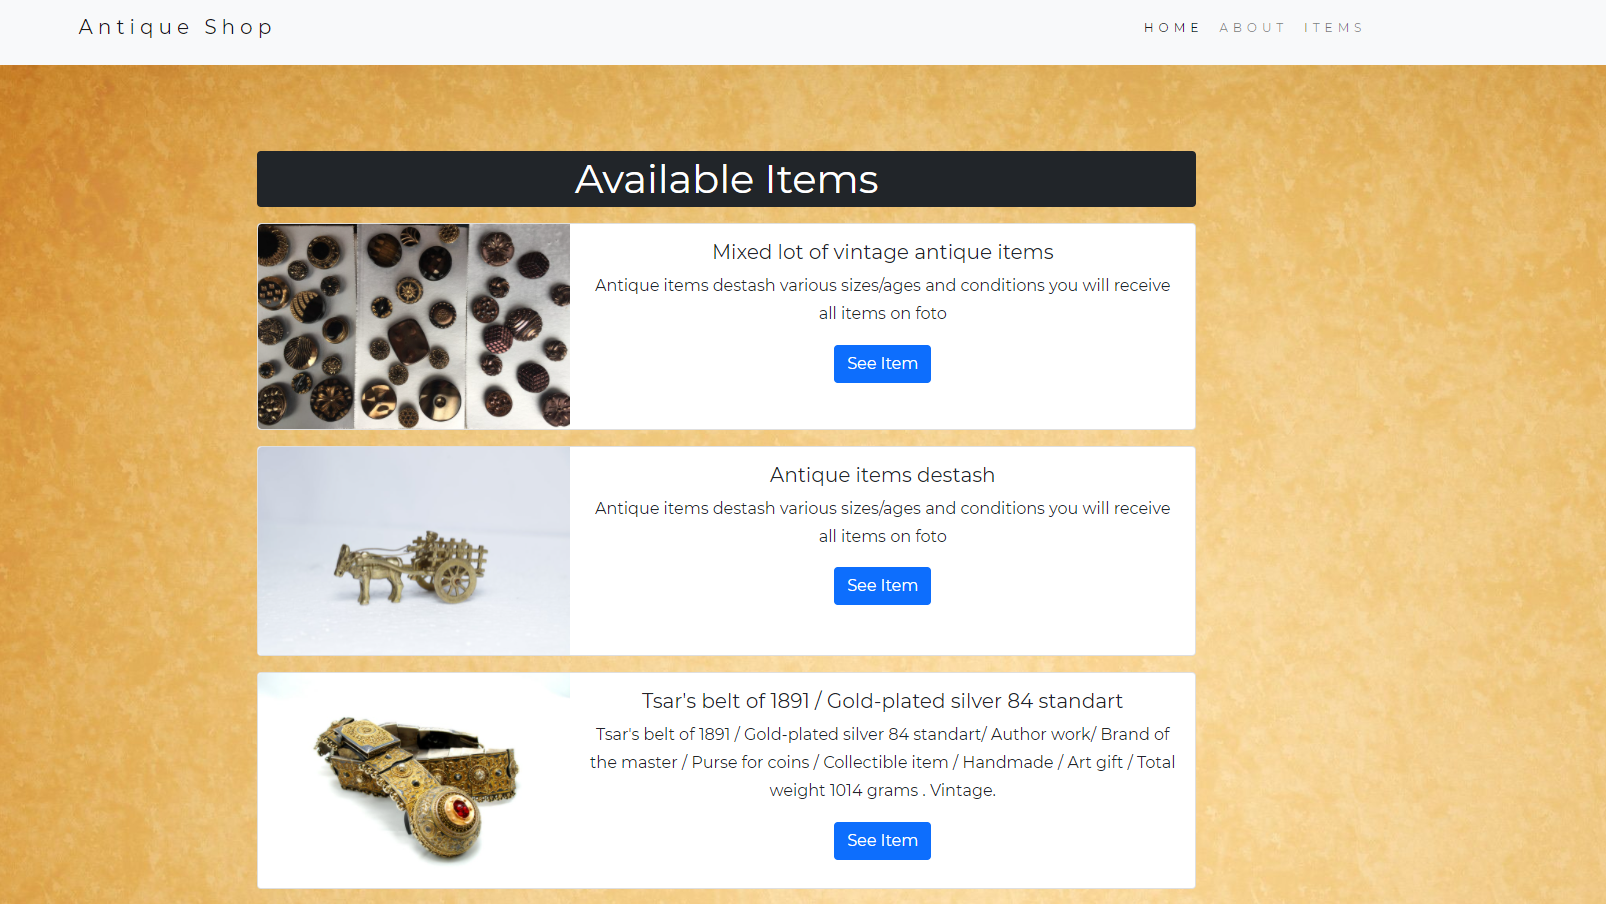 Antique Shop
HOME ABOUT ITEMS
Available Items
Mixed lot of vintage antique items
Antique items destash various sizes/ages and conditions you will receive
all items on foto
See Item
Antique items destash
Antique items destash various sizes/ages and conditions you will receive
all items on foto
See Item
Tsar's belt of 1891 / Gold-plated silver 84 standart
Tsar's belt of 1891 / Gold-plated silver 84 standart/ Author work/ Brand of
the master / Purse for coins / Collectible item / Handmade / Art gift / Total
weight 1014 grams . Vintage.
See Item